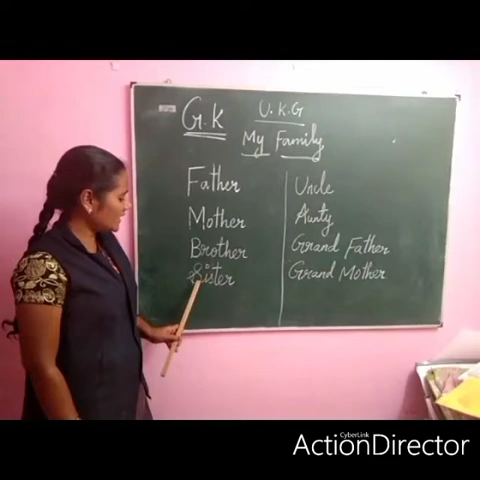 G.K
U.K.G
My Family
Father
Mother
Brother
Sister
Uncle
Aunty
Grand Father
Grand Mother
CyberLink
ActionDirector